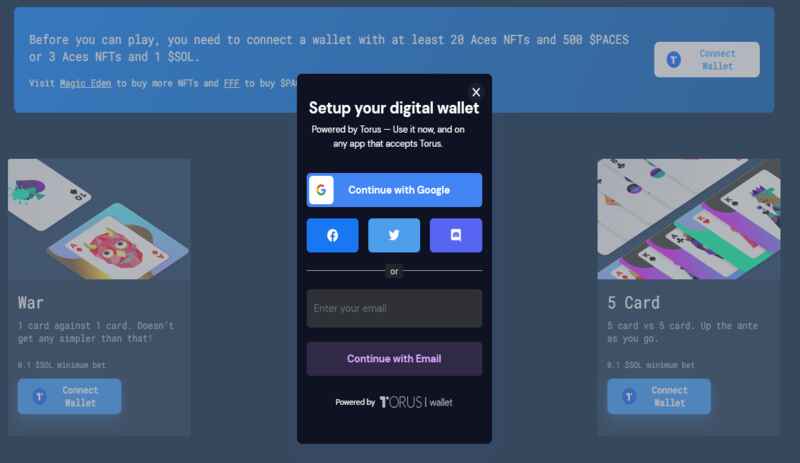 Before you can play, you need to connect a wallet with at least 20 Aces NFTs and 500 $PACES
or 3 Aces NFTs and 1 $SOL.
Visit Magic Eden to buy more NFTs and FFF to buy $PA
Connect
Wallet
X
Setup your digital wallet
Powered by Torus — Use it now, and on
any app that accepts Torus.
Continue with Google
or
Enter your email
Continue with Email
Powered by TORUS | wallet
War
1 card against 1 card. Doesn't
get any simpler than that!
0.1 $SOL minimum bet
Connect
Wallet
5 Card
5 card vs 5 card. Up the ante
as you go.
0.1 $SOL minimum bet
Connect
Wallet